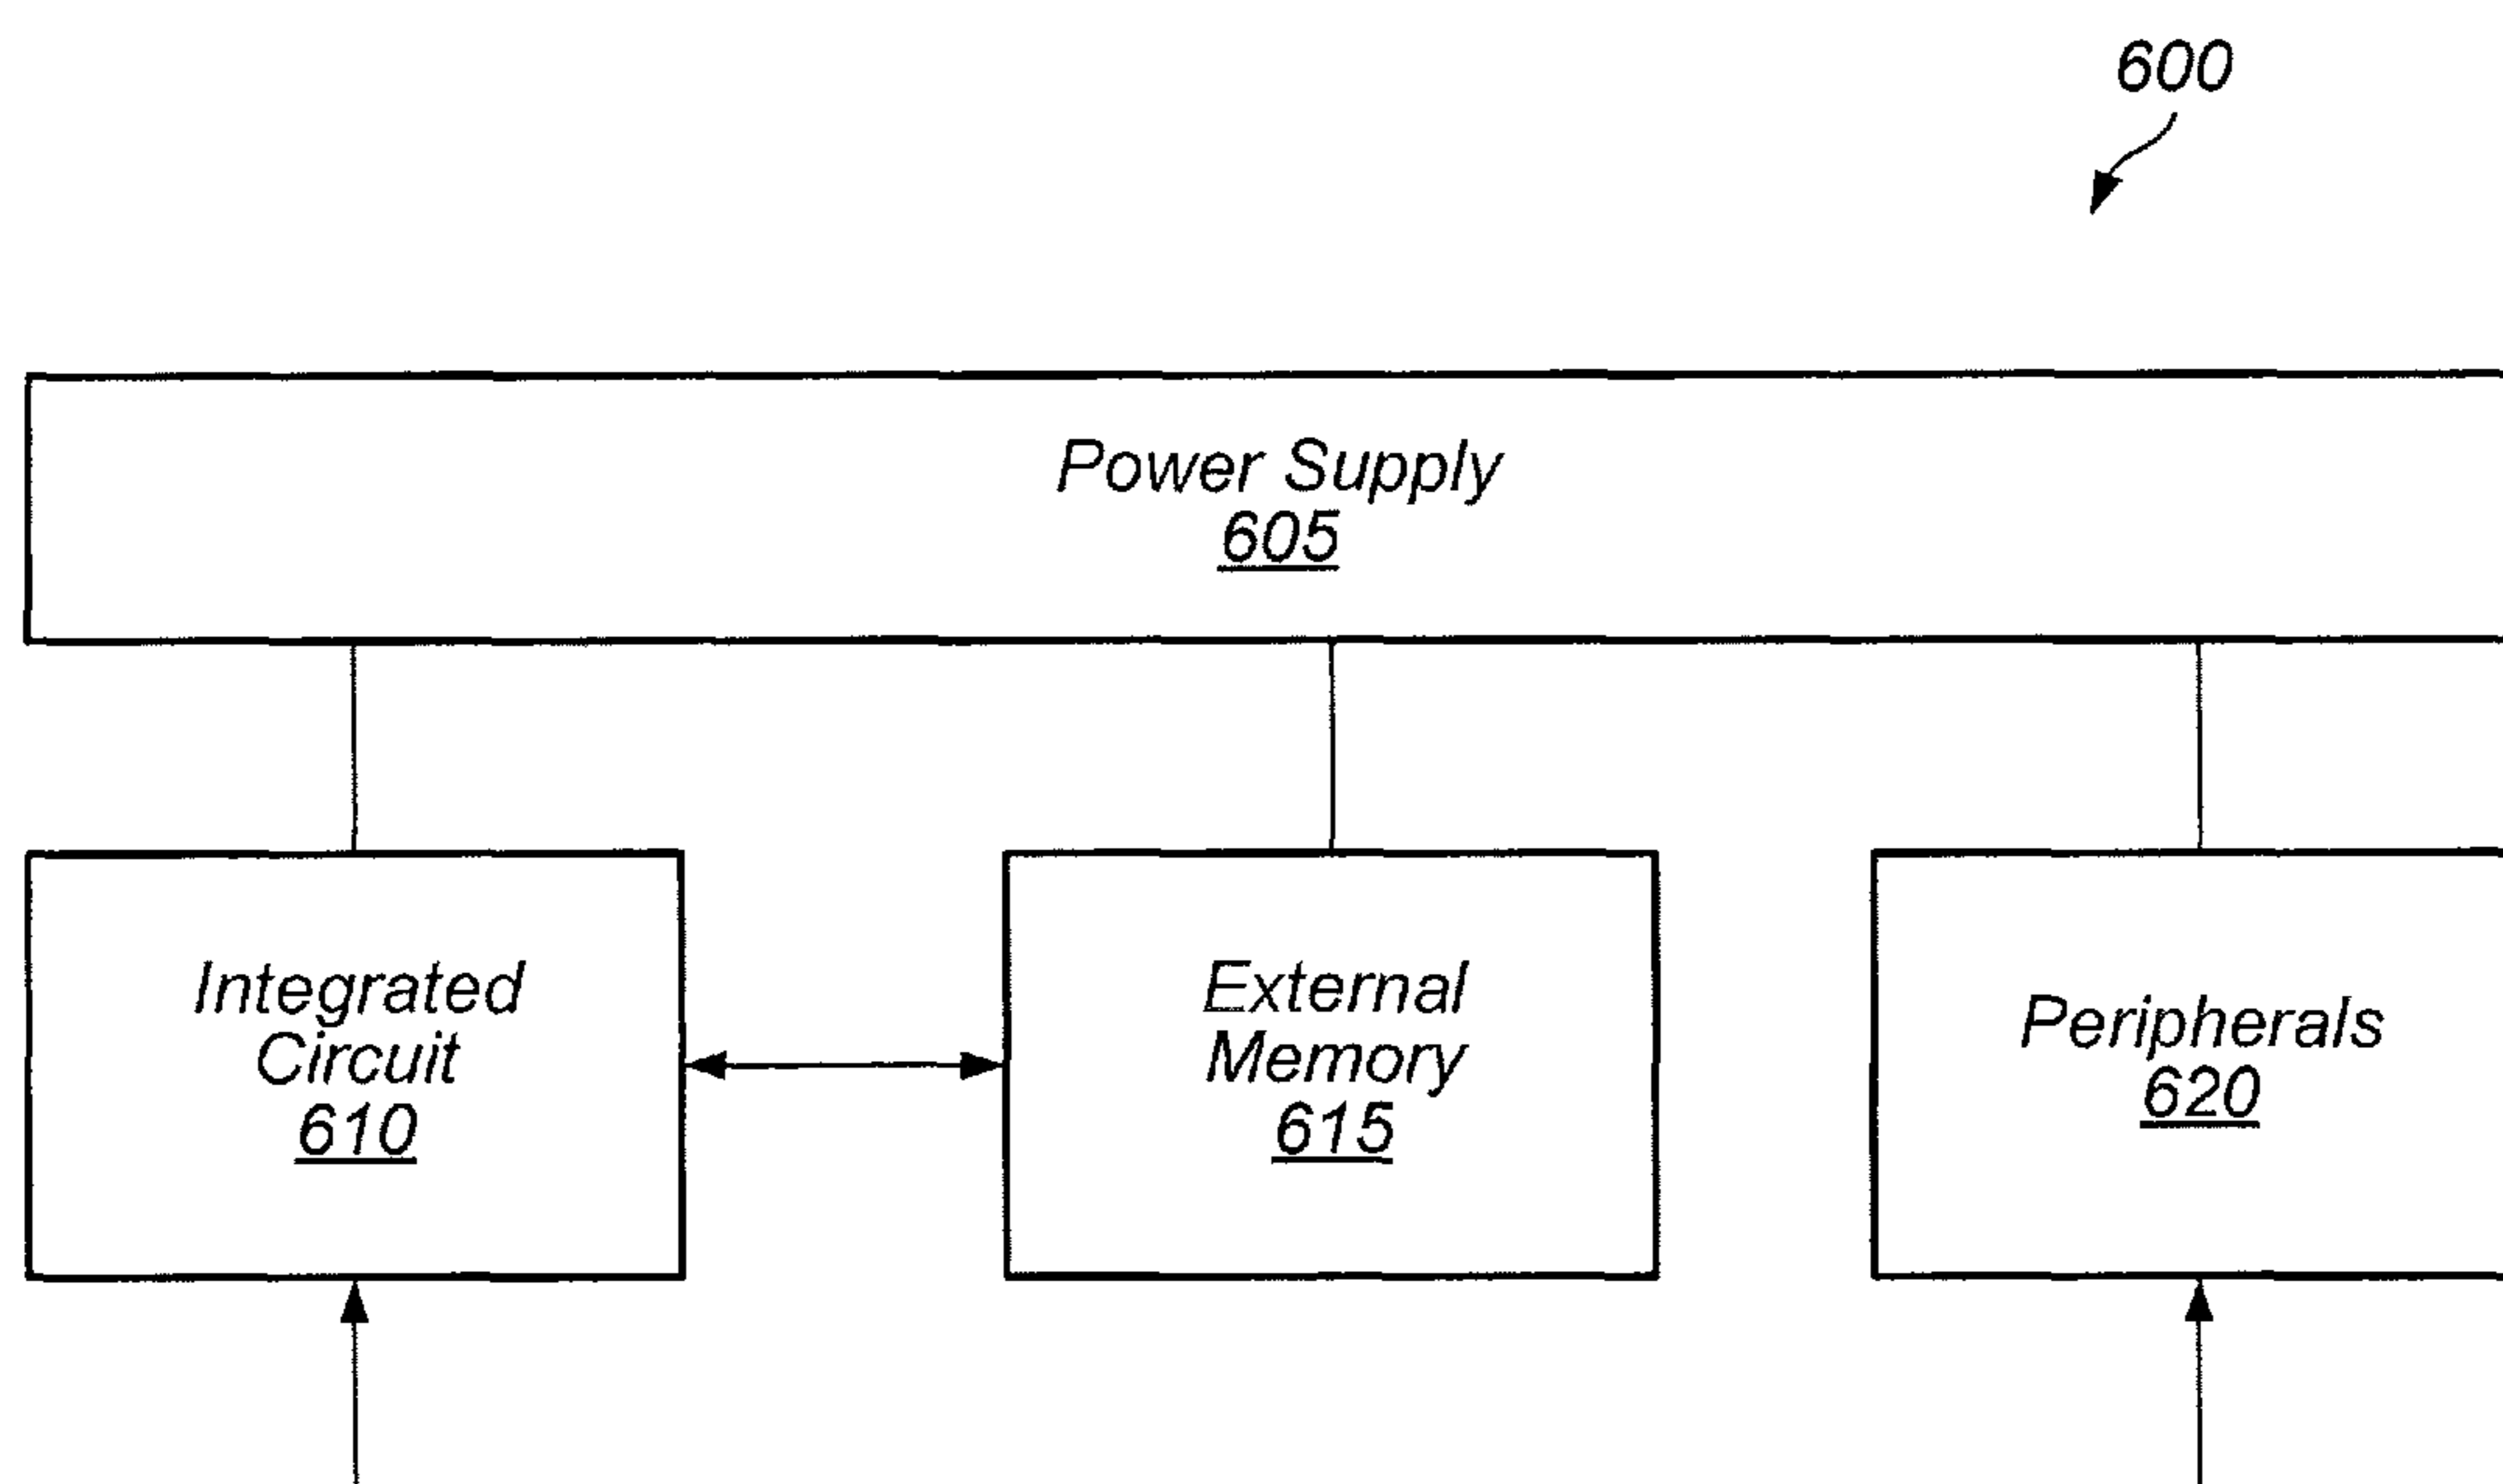 600
Power Supply
605
Integrated
Circuit
610
External
Memory
615
Peripherals
620